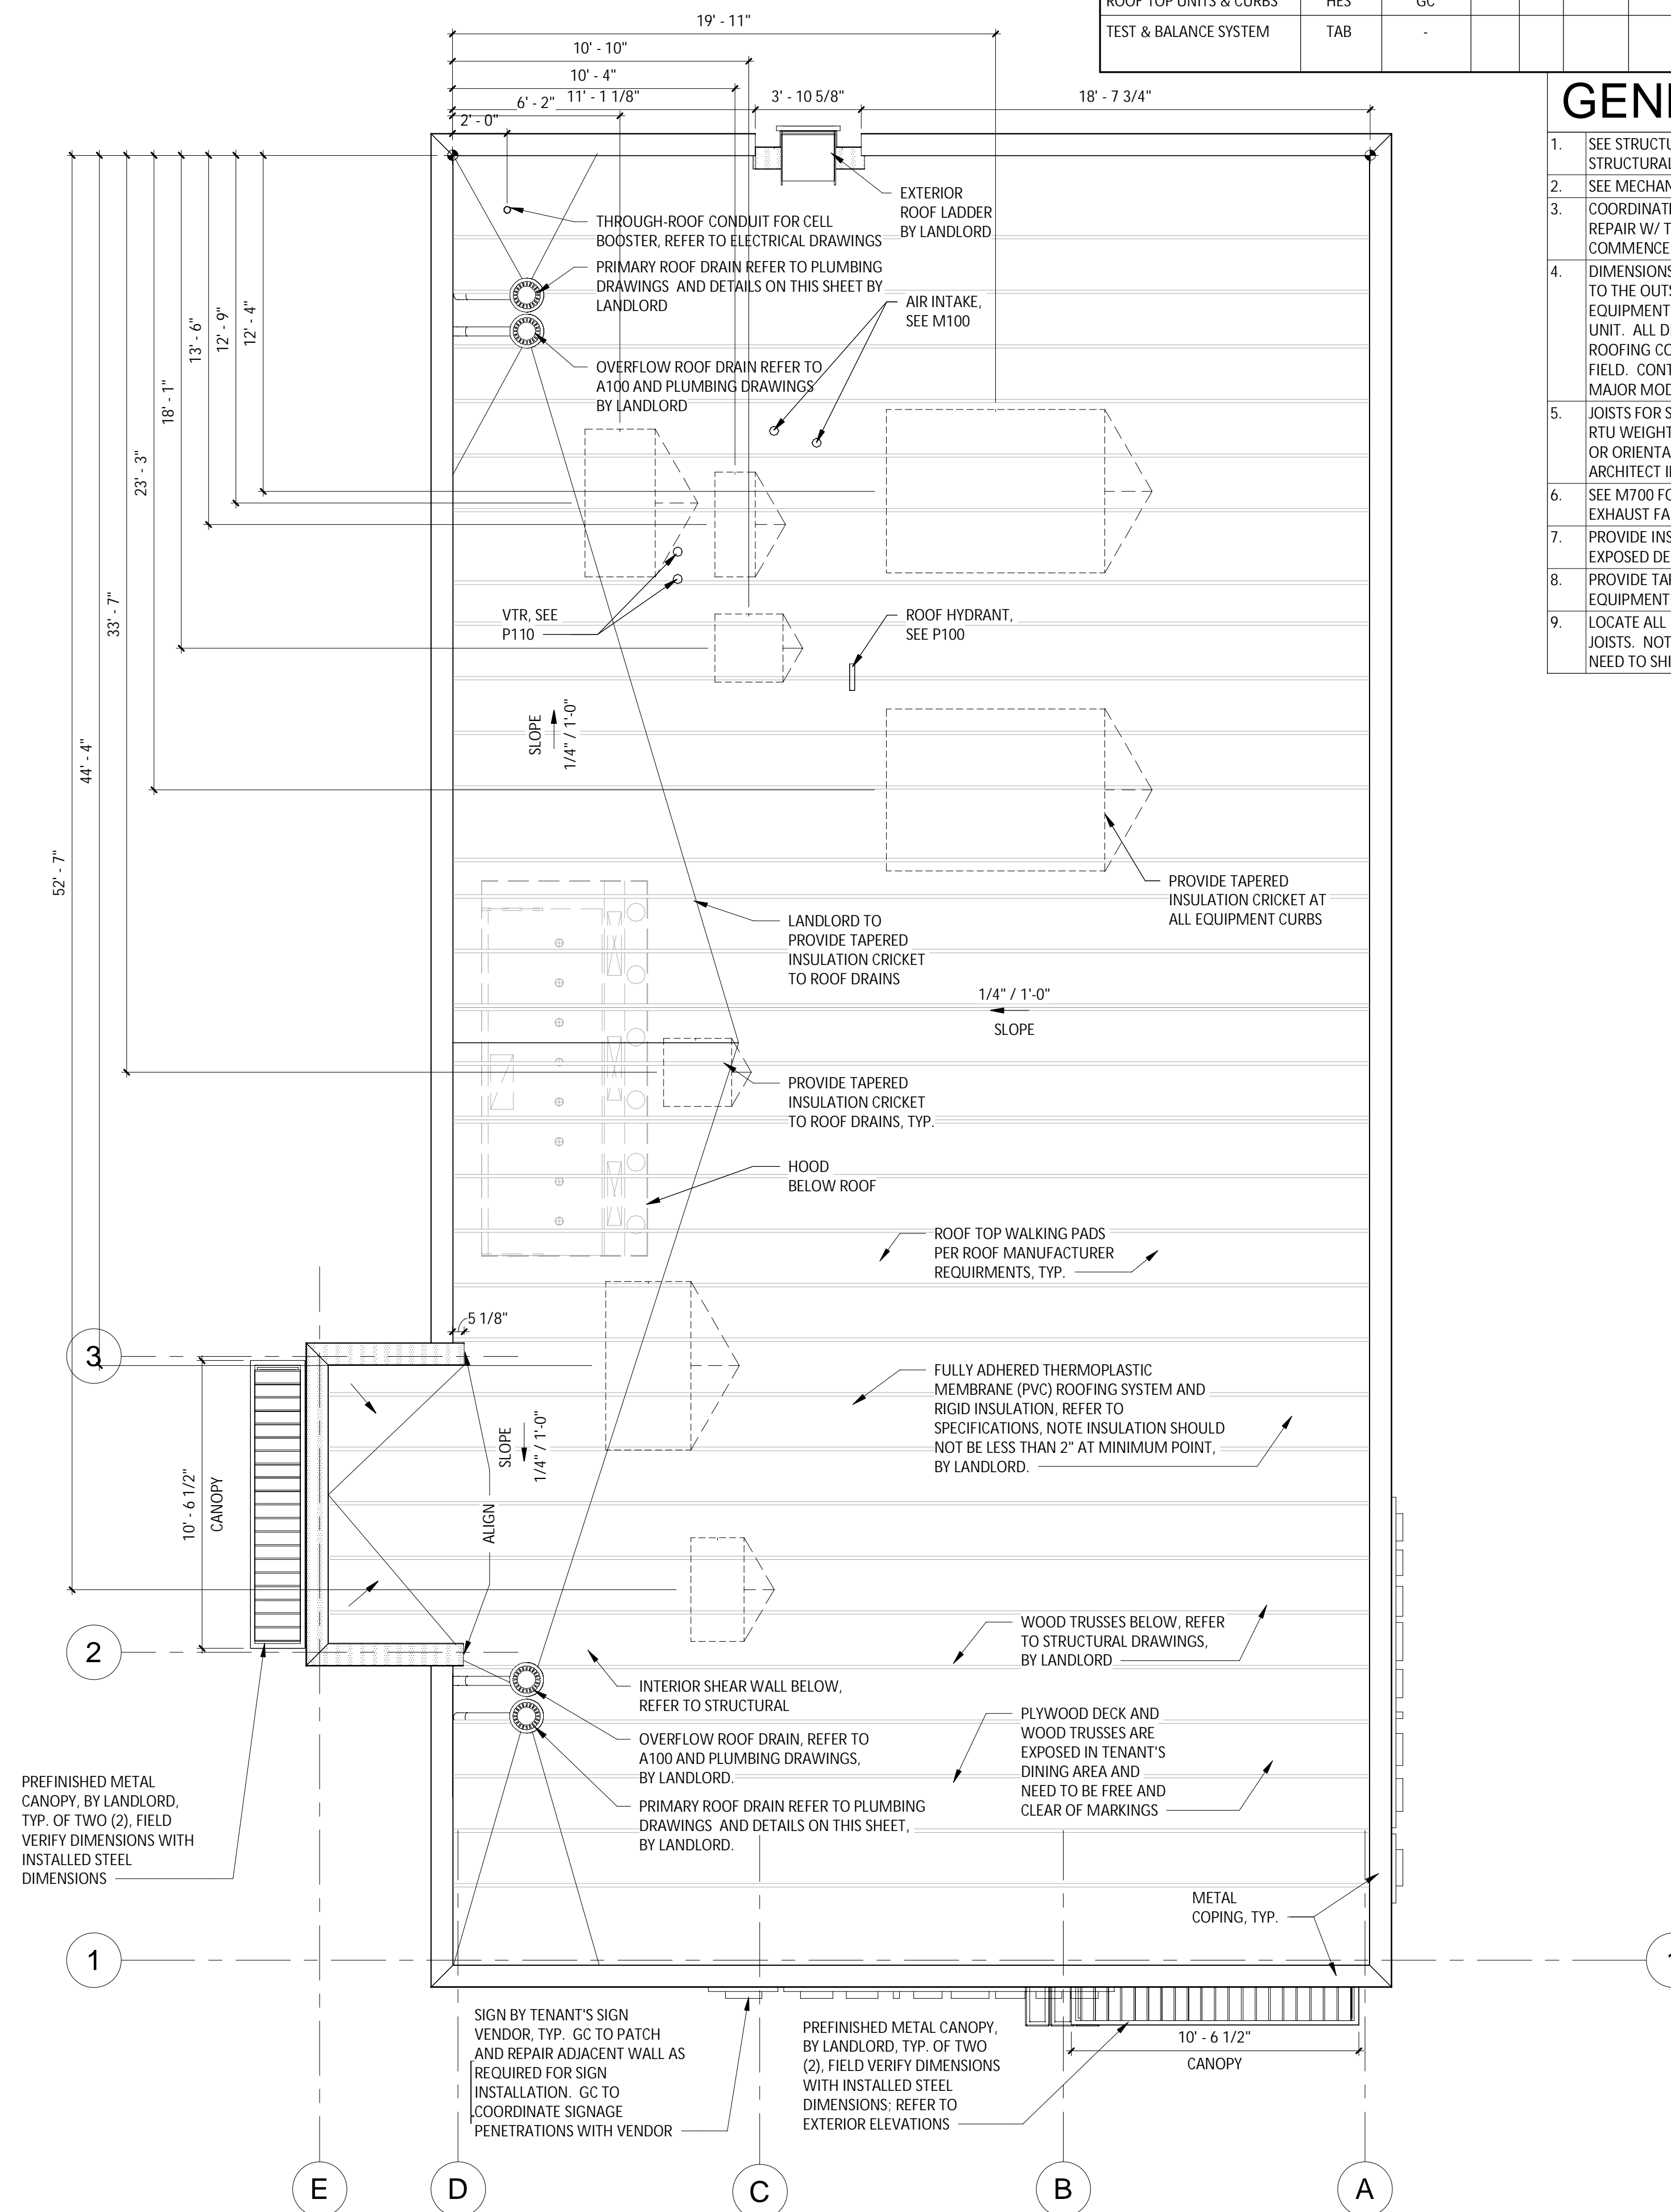 ROOF TOP UNITS & CURBS HES GC
TEST & BALANCE SYSTEM TAB -
19' - 11"
10' - 10"
10' - 4"
6' - 2" 11' - 1 1/8" 3' - 10 5/8" 18' - 7 3/4"
2' - 0"
1. SEE STRUCTU
STRUCTURAL
2. SEE MECHAN
3. COORDINAT
REPAIR W/ T
COMMENCE
4. DIMENSIONS
TO THE OUTS
EQUIPMENT
UNIT. ALL D
ROOFING CO
FIELD. CONT
MAJOR MOD
5. JOISTS FOR S
RTU WEIGHT
OR ORIENTA
ARCHITECT I
6. SEE M700 FO
EXHAUST FA
7. PROVIDE INS
EXPOSED DE
8. PROVIDE TAP
EQUIPMENT
9. LOCATE ALL
JOISTS. NOT
NEED TO SHI
EXTERIOR
ROOF LADDER
BY LANDLORD
THROUGH-ROOF CONDUIT FOR CELL
BOOSTER, REFER TO ELECTRICAL DRAWINGS
PRIMARY ROOF DRAIN REFER TO PLUMBING
DRAWINGS AND DETAILS ON THIS SHEET BY
LANDLORD
AIR INTAKE,
SEE M100
OVERFLOW ROOF DRAIN REFER TO
A100 AND PLUMBING DRAWINGS
BY LANDLORD
12' - 4"
12' - 9"
13' - 6"
18' - 1"
23' - 3"
33' - 7"
44' - 4"
52' - 7"
VTR, SEE
P110
ROOF HYDRANT,
SEE P100
SLOPE
1/4" / 1'-0"
PROVIDE TAPERED
INSULATION CRICKET AT
ALL EQUIPMENT CURBS
LANDLORD TO
PROVIDE TAPERED
INSULATION CRICKET
TO ROOF DRAINS
1/4" / 1'-0"
SLOPE
PROVIDE TAPERED
INSULATION CRICKET
TO ROOF DRAINS, TYP.
HOOD
BELOW ROOF
ROOF TOP WALKING PADS
PER ROOF MANUFACTURER
REQUIRMENTS, TYP.
5 1/8"
3
FULLY ADHERED THERMOPLASTIC
MEMBRANE (PVC) ROOFING SYSTEM AND
RIGID INSULATION, REFER TO
SPECIFICATIONS, NOTE INSULATION SHOULD
NOT BE LESS THAN 2" AT MINIMUM POINT,
BY LANDLORD.
SLOPE
1/4" / 1'-0"
10' - 6 1/2"
CANOPY
ALIGN
WOOD TRUSSES BELOW, REFER
TO STRUCTURAL DRAWINGS,
BY LANDLORD
2
INTERIOR SHEAR WALL BELOW,
REFER TO STRUCTURAL
PLYWOOD DECK AND
WOOD TRUSSES ARE
EXPOSED IN TENANT'S
DINING AREA AND
NEED TO BE FREE AND
CLEAR OF MARKINGS
OVERFLOW ROOF DRAIN, REFER TO
A100 AND PLUMBING DRAWINGS,
BY LANDLORD.
PRIMARY ROOF DRAIN REFER TO PLUMBING
DRAWINGS AND DETAILS ON THIS SHEET,
BY LANDLORD.
PREFINISHED METAL
CANOPY, BY LANDLORD,
TYP. OF TWO (2), FIELD
VERIFY DIMENSIONS WITH
INSTALLED STEEL
DIMENSIONS
METAL
COPING, TYP.
1
SIGN BY TENANT'S SIGN
VENDOR, TYP. GC TO PATCH
AND REPAIR ADJACENT WALL AS
REQUIRED FOR SIGN
INSTALLATION. GC TO
COORDINATE SIGNAGE
PENETRATIONS WITH VENDOR
PREFINISHED METAL CANOPY,
BY LANDLORD, TYP. OF TWO
(2), FIELD VERIFY DIMENSIONS
WITH INSTALLED STEEL
DIMENSIONS; REFER TO
EXTERIOR ELEVATIONS
10' - 6 1/2"
CANOPY
E D C B A